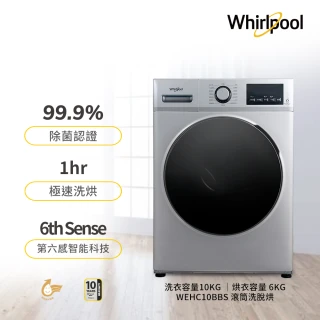 Whirlpool
99.9%
除菌認證
1hr
極速洗烘
6th Sense
第六感智能科技
10
洗衣容量10KG｜烘衣容量 6KG
WEHC10BBS 滾筒洗脫烘